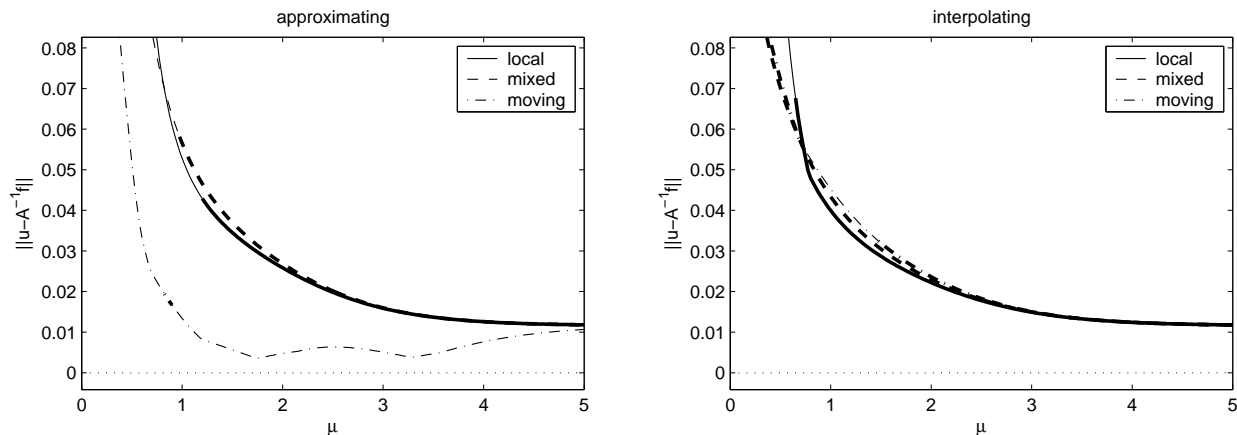 approximating
0.08
0.07
0.06
0.05
0.04
0.03
0.02
0.01
0
||u−A⁻¹f||
0 1 2 3 4 5
μ
local
mixed
moving
interpolating
0.08
0.07
0.06
0.05
0.04
0.03
0.02
0.01
0
||u−A⁻¹f||
0 1 2 3 4 5
μ
local
mixed
moving